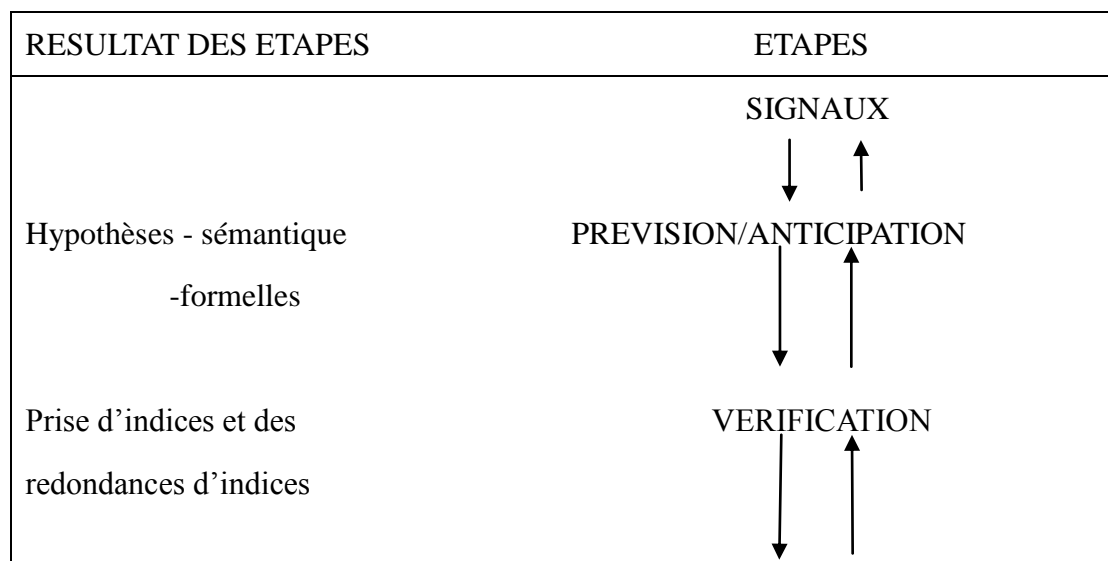 RESULTAT DES ETAPES ETAPES
SIGNAUX
Hypothèses - sémantique PREVISION/ANTICIPATION
-formelles
Prise d’indices et des VERIFICATION
redondances d’indices